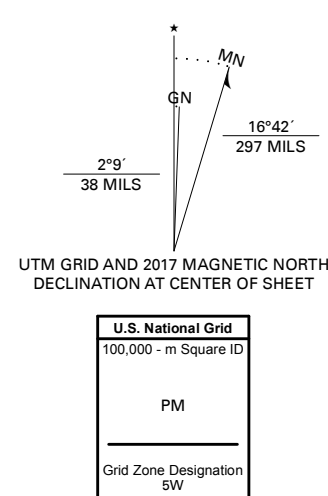 ★
MN
GN
16°42´
297 MILS
2°9´
38 MILS
UTM GRID AND 2017 MAGNETIC NORTH
DECLINATION AT CENTER OF SHEET
U.S. National Grid
100,000 - m Square ID
PM
Grid Zone Designation
5W